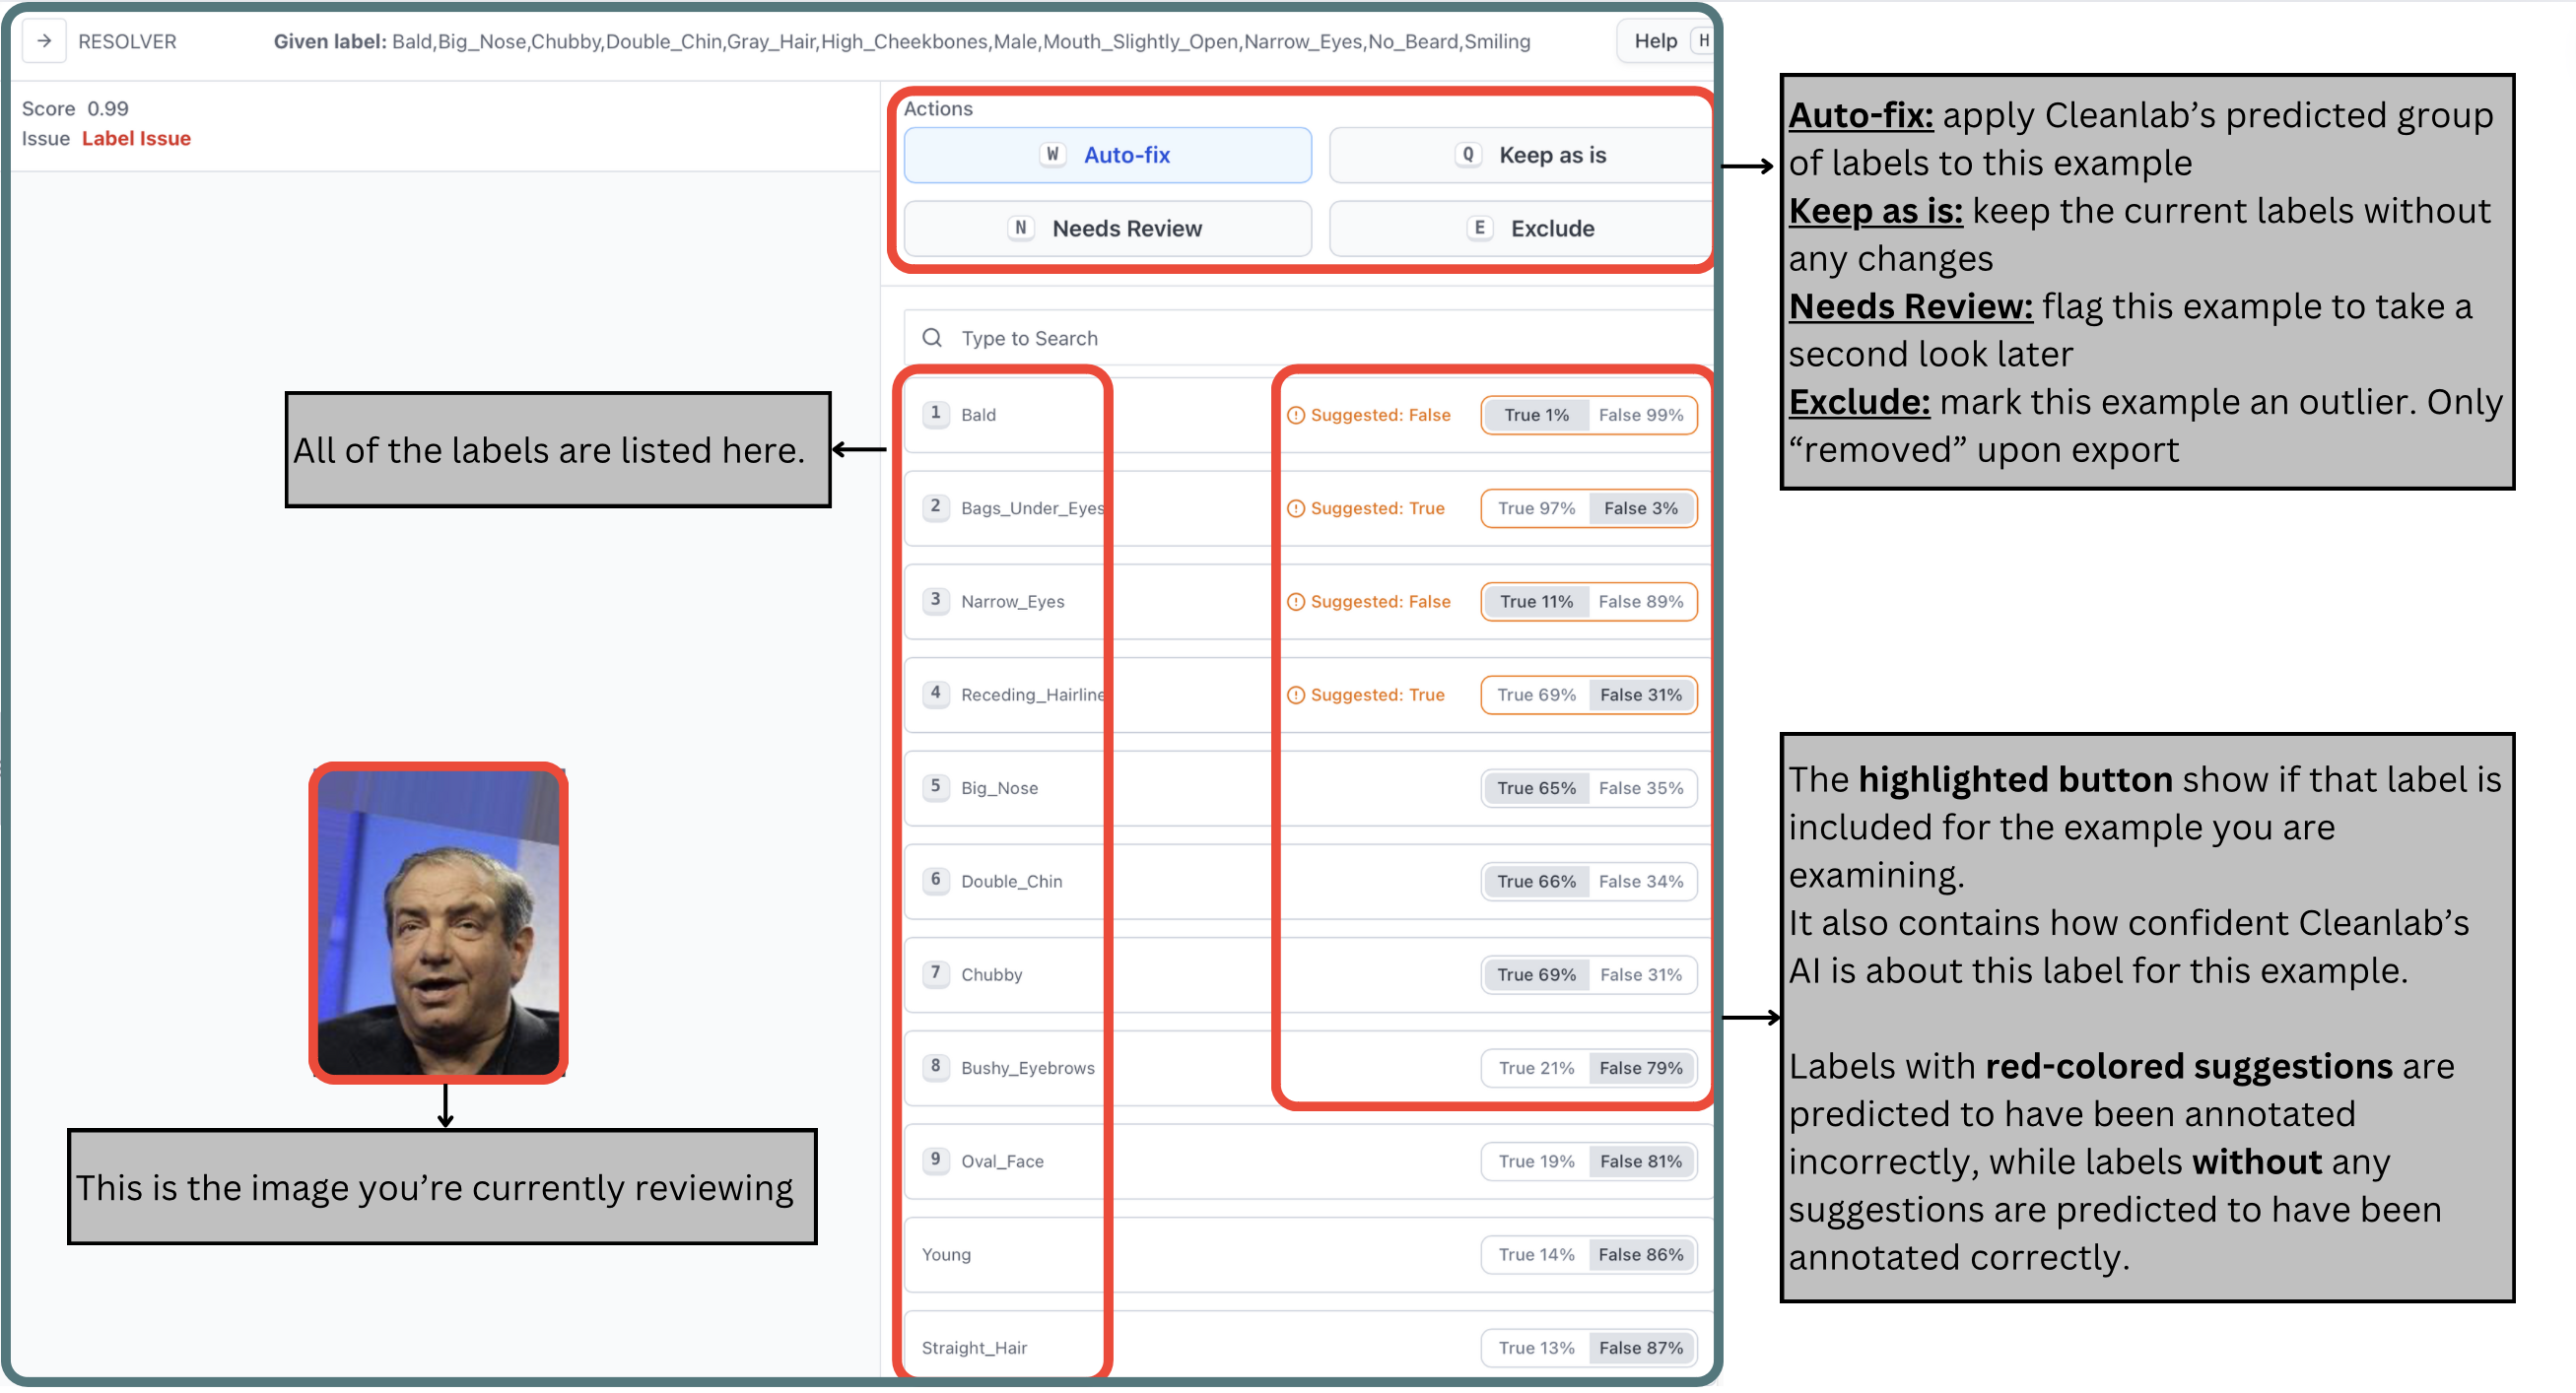 RESOLVER
Given label: Bald,Big_Nose,Chubby,Double_Chin,Gray_Hair,High_Cheekbones,Male,Mouth_Slightly_Open,Narrow_Eyes,No_Beard,Smiling
Help H
Score 0.99
Issue Label Issue
Actions
W Auto-fix
Q Keep as is
N Needs Review
E Exclude
Type to Search
1 Bald Suggested: False True 1% False 99%
2 Bags_Under_Eyes Suggested: True True 97% False 3%
3 Narrow_Eyes Suggested: False True 11% False 89%
4 Receding_Hairline Suggested: True True 69% False 31%
5 Big_Nose True 65% False 35%
6 Double_Chin True 66% False 34%
7 Chubby True 69% False 31%
8 Bushy_Eyebrows True 21% False 79%
9 Oval_Face True 19% False 81%
Young True 14% False 86%
Straight_Hair True 13% False 87%
All of the labels are listed here.
This is the image you’re currently reviewing
Auto-fix: apply Cleanlab’s predicted group
of labels to this example
Keep as is: keep the current labels without
any changes
Needs Review: flag this example to take a
second look later
Exclude: mark this example an outlier. Only
“removed” upon export
The highlighted button show if that label is
included for the example you are
examining.
It also contains how confident Cleanlab’s
AI is about this label for this example.
Labels with red-colored suggestions are
predicted to have been annotated
incorrectly, while labels without any
suggestions are predicted to have been
annotated correctly.